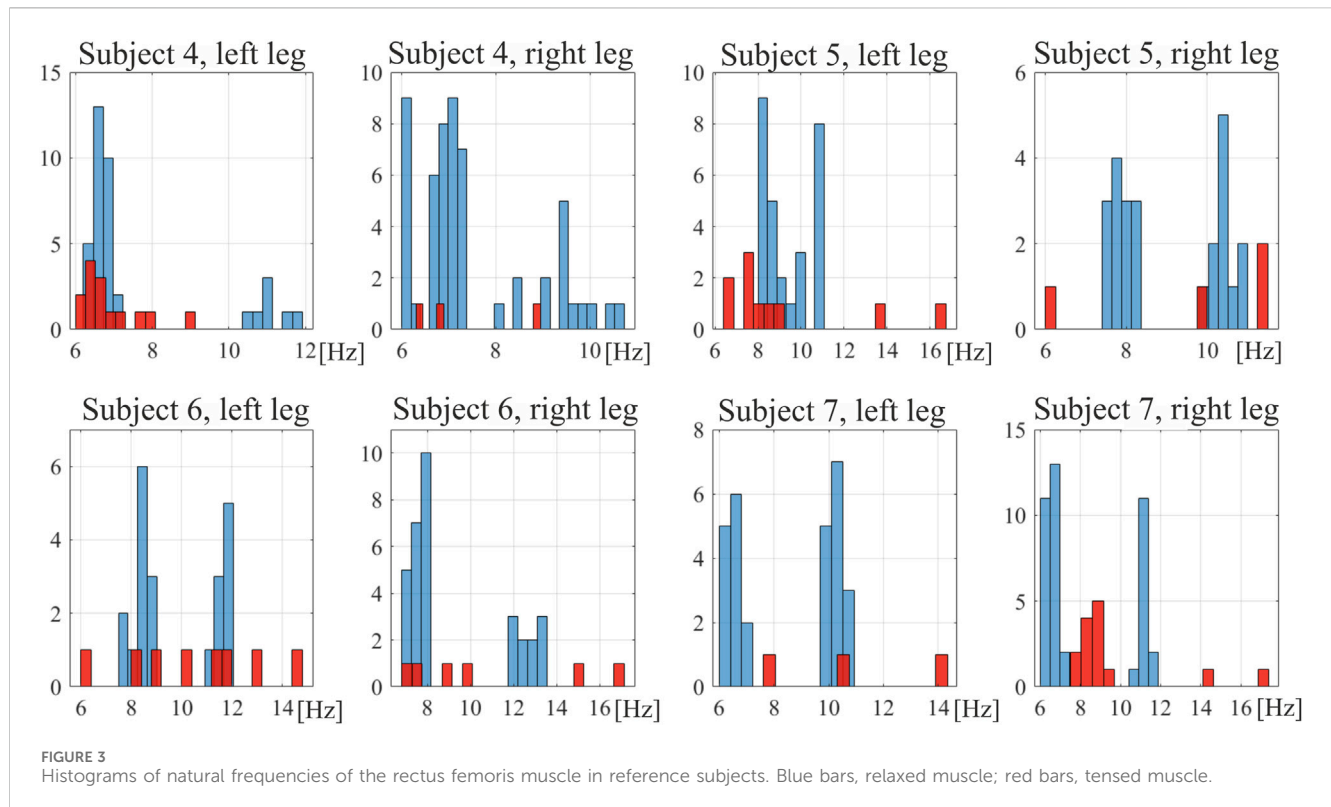 Subject 4, left leg
Subject 4, right leg
Subject 5, left leg
Subject 5, right leg
15
10
5
0
6 8 10 12 [Hz]
10
8
6
4
2
0
6 8 10 [Hz]
10
8
6
4
2
0
6 8 10 12 14 16 [Hz]
6
4
2
0
6 8 10 [Hz]
Subject 6, left leg
Subject 6, right leg
Subject 7, left leg
Subject 7, right leg
6
4
2
0
6 8 10 12 14 [Hz]
10
8
6
4
2
0
8 10 12 14 16 [Hz]
8
6
4
2
0
6 8 10 12 14 [Hz]
15
10
5
0
6 8 10 12 14 16 [Hz]
FIGURE 3
Histograms of natural frequencies of the rectus femoris muscle in reference subjects. Blue bars, relaxed muscle; red bars, tensed muscle.